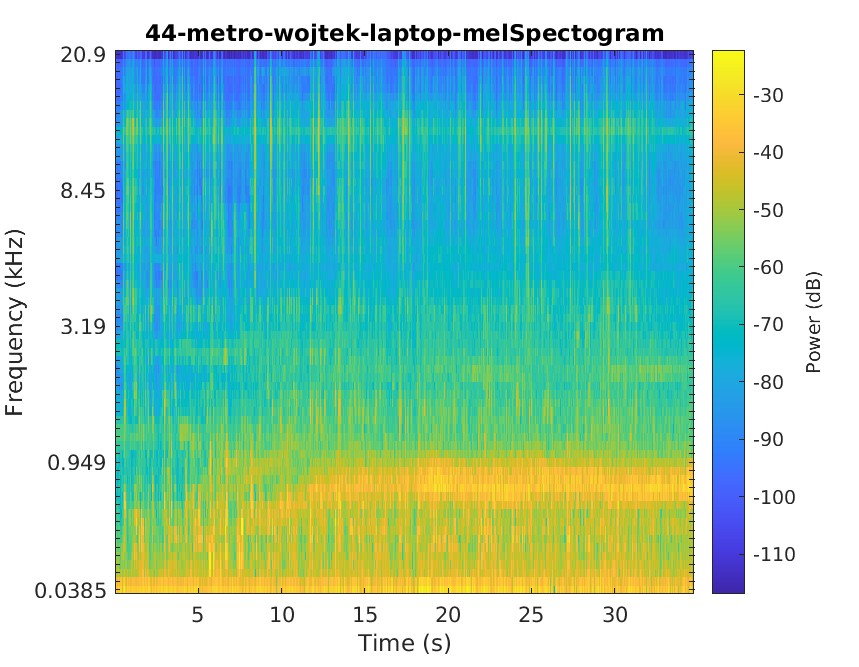 44-metro-wojtek-laptop-melSpectogram
20.9
8.45
3.19
0.949
0.0385
Frequency (kHz)
5 10 15 20 25 30
Time (s)
-30
-40
-50
-60
-70
-80
-90
-100
-110
Power (dB)